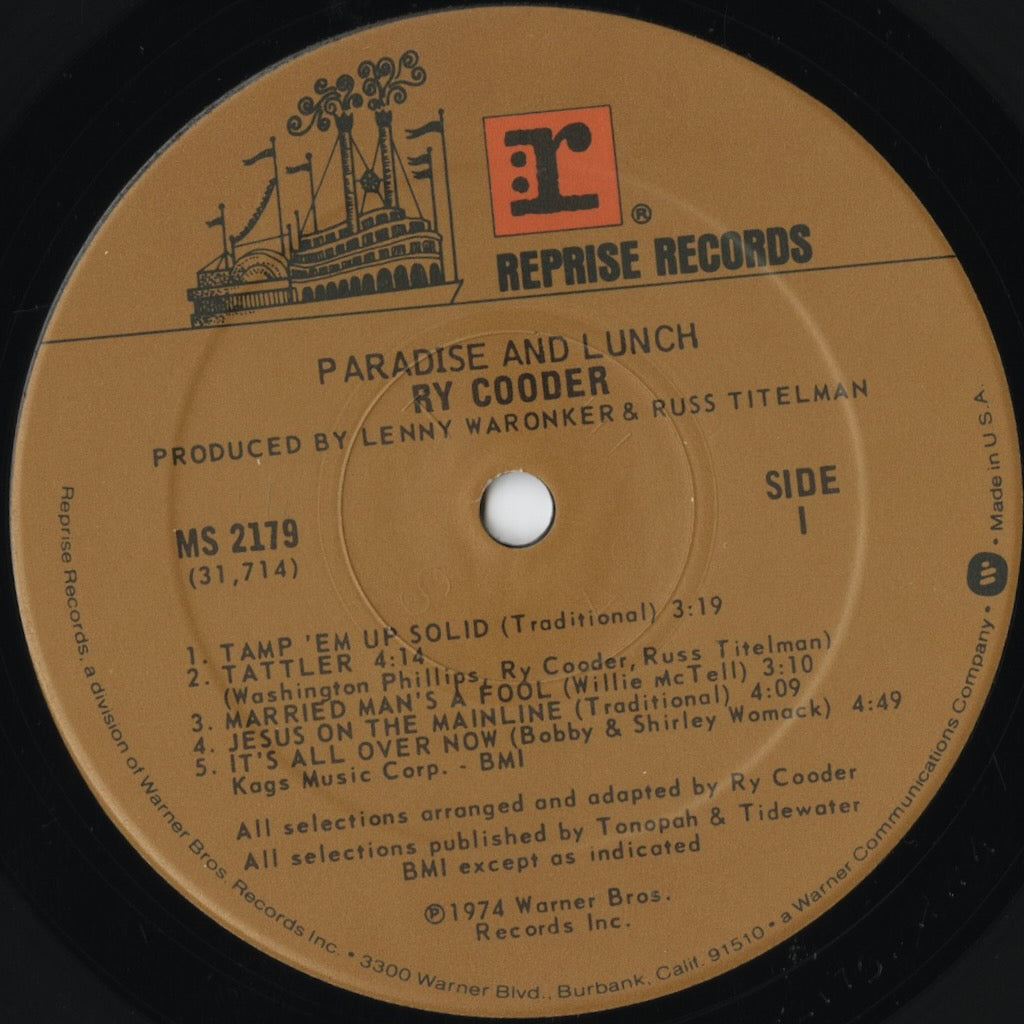 r
®
REPRISE RECORDS
PARADISE AND LUNCH
RY COODER
PRODUCED BY LENNY WARONKER & RUSS TITELMAN
SIDE
1
MS 2179
(31,714)
1. TAMP 'EM UP SOLID (Traditional) 3:19
2. TATTLER 4:14
(Washington Phillips, Ry Cooder, Russ Titelman)
3. MARRIED MAN'S A FOOL (Willie McTell) 3:10
4. JESUS ON THE MAINLINE (Traditional) 4:09
5. IT'S ALL OVER NOW (Bobby & Shirley Womack) 4:49
Kags Music Corp. - BMI
All selections arranged and adapted by Ry Cooder
All selections published by Tonopah & Tidewater
BMI except as indicated
℗1974 Warner Bros.
Records Inc.
Reprise Records, a division of Warner Bros. Records Inc. • 3300 Warner Blvd., Burbank, Calif. 91510 • a Warner Communications Company • W • Made in U.S.A.